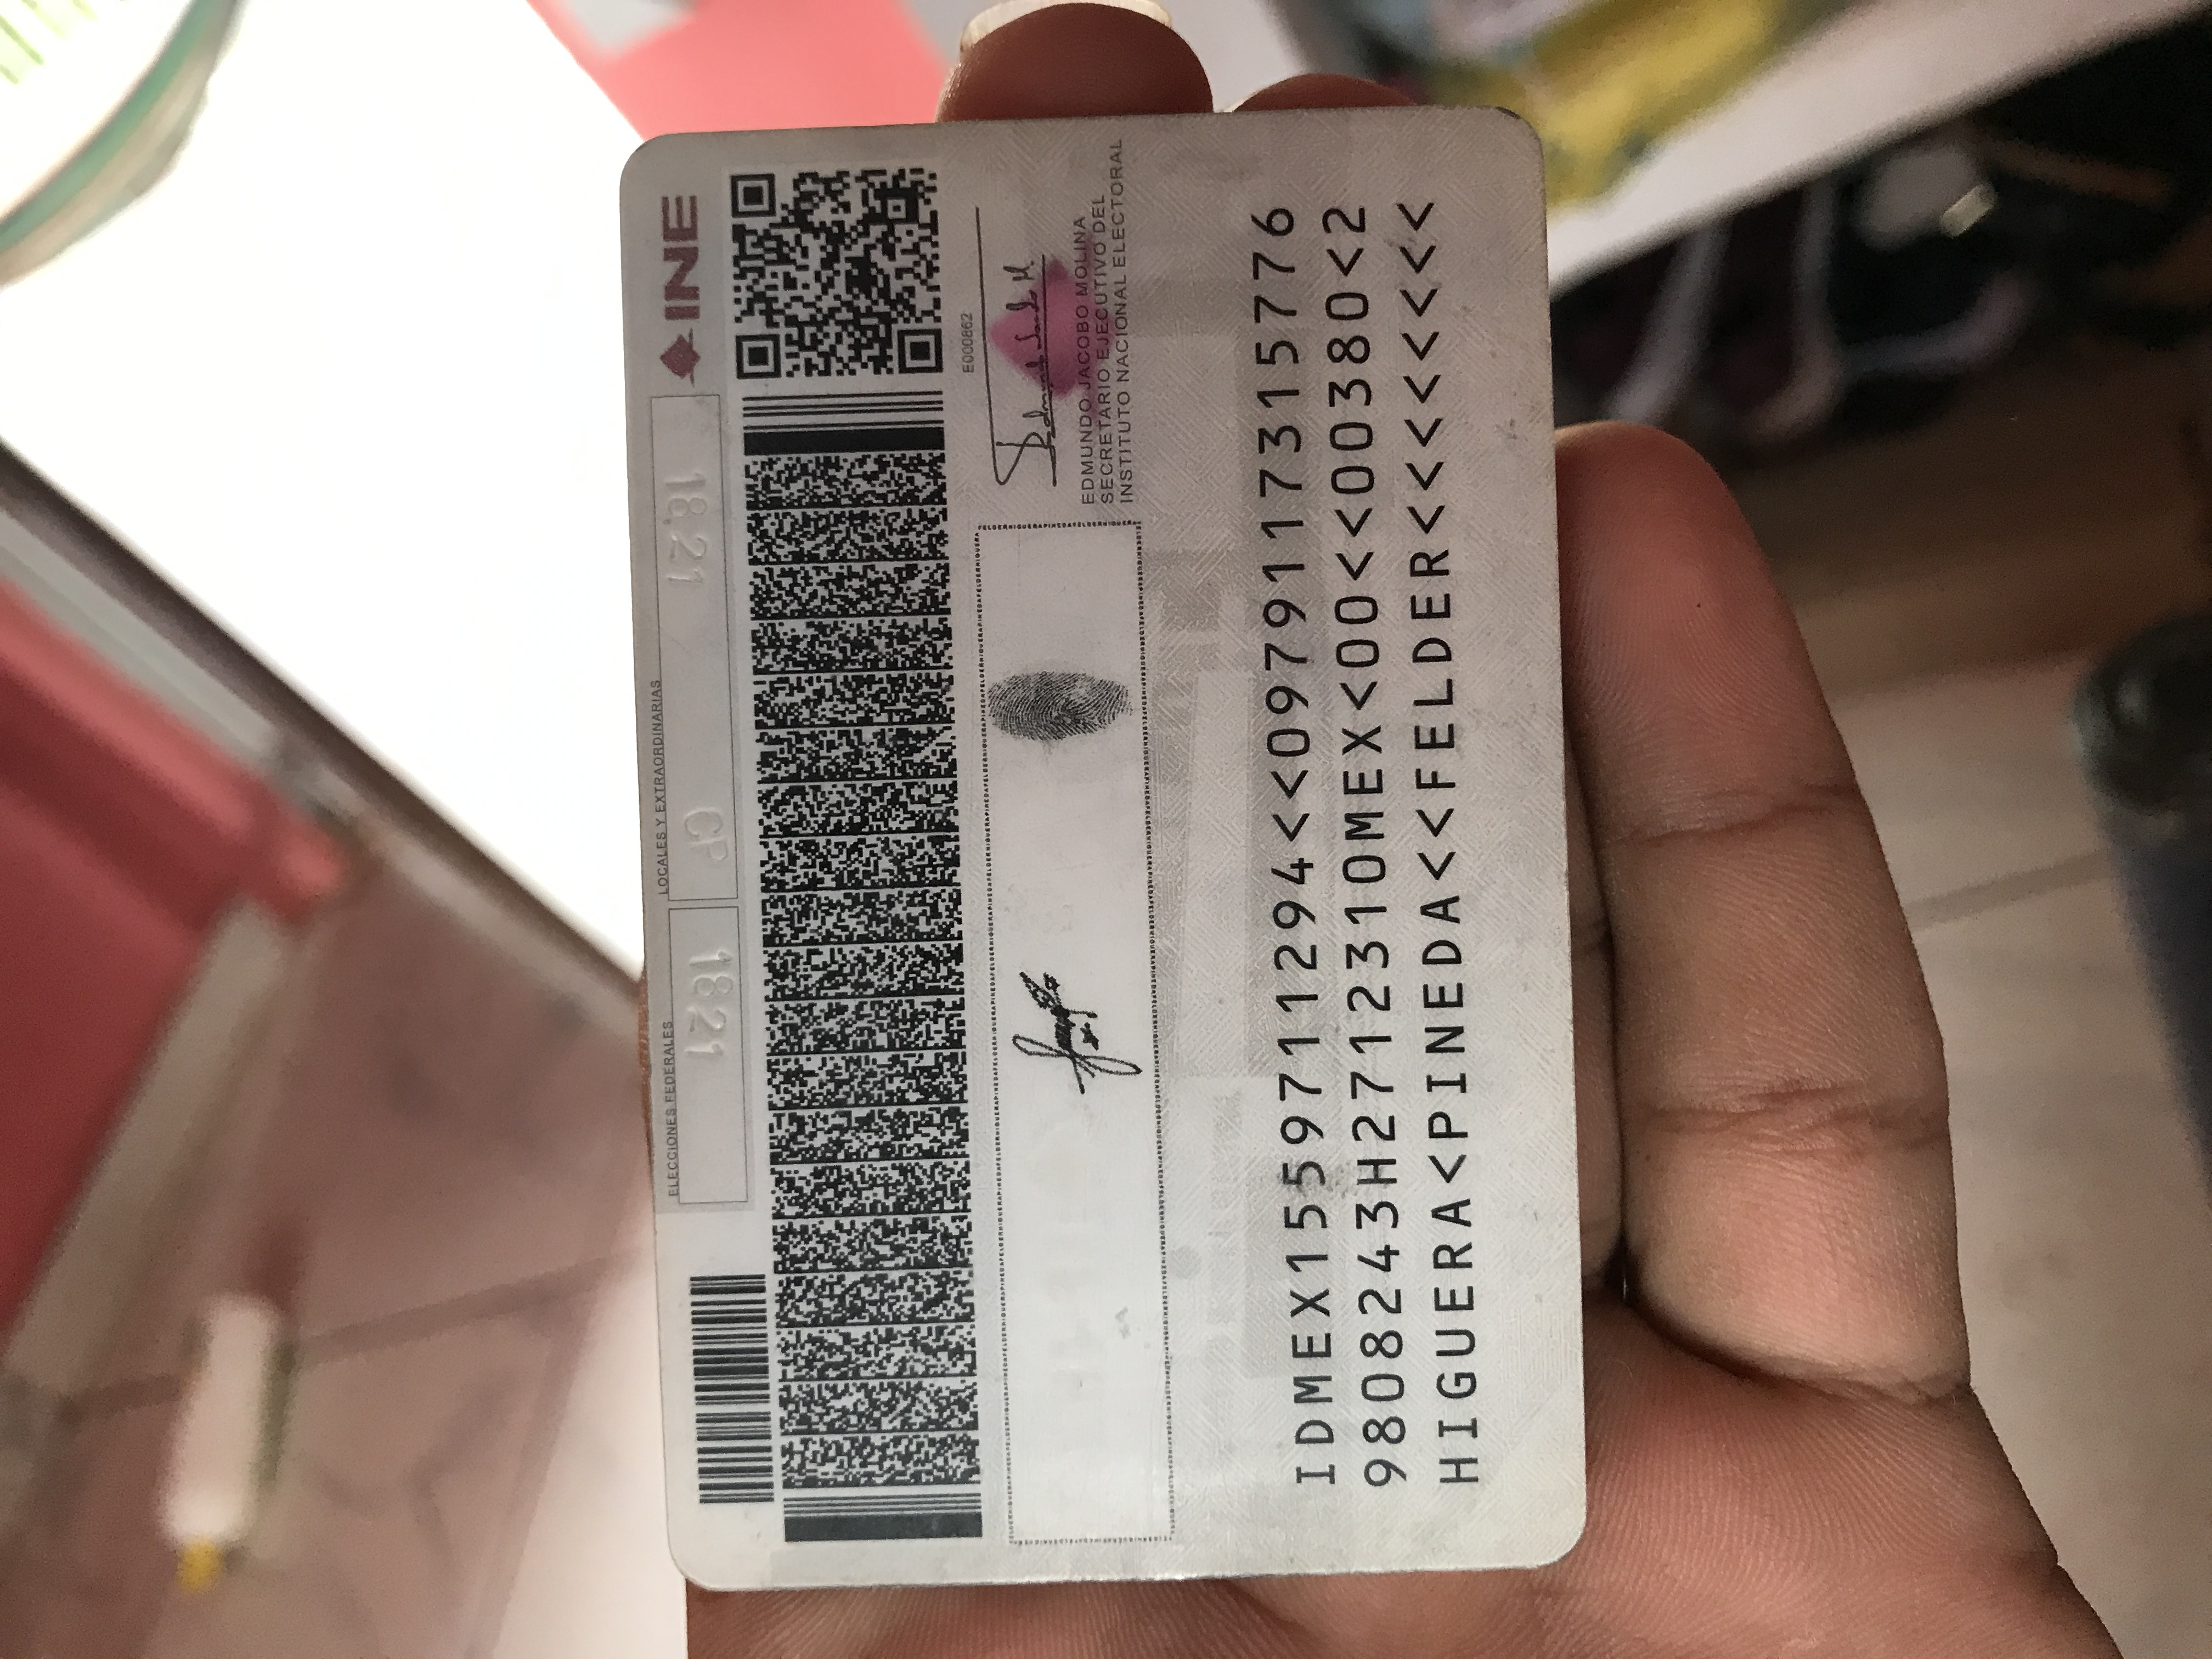 ELECCIONES FEDERALES
LOCALES Y EXTRAORDINARIAS
INE
1821
CP
1821
E000862
EDMUNDO JACOBO MOLINA
SECRETARIO EJECUTIVO DEL
INSTITUTO NACIONAL ELECTORAL
IDMEX1559711294<<0979117315776
9808243H2712310MEX<00<<00380<2
HIGUERA<PINEDA<<FELDER<<<<<<<<